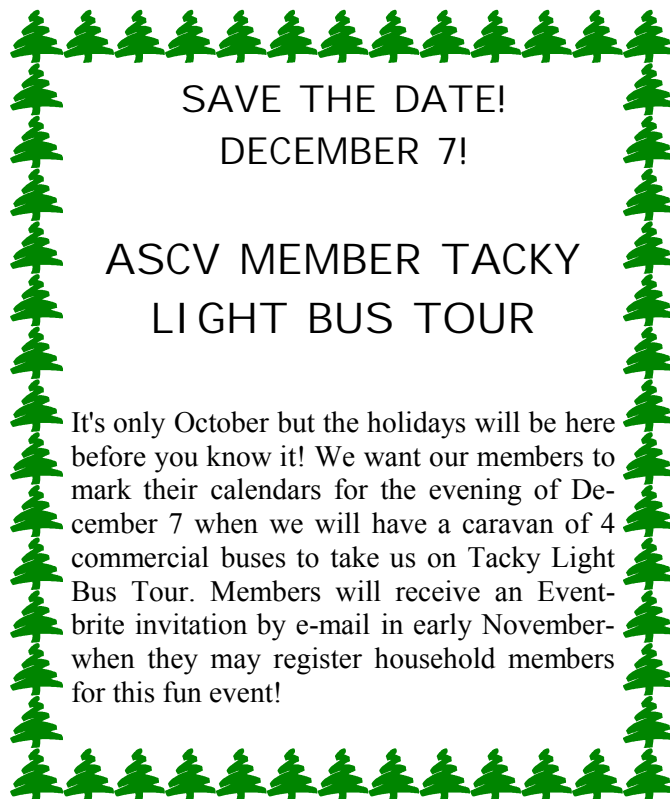 SAVE THE DATE!
DECEMBER 7!
ASCV MEMBER TACKY
LIGHT BUS TOUR
It's only October but the holidays will be here
before you know it! We want our members to
mark their calendars for the evening of De-
cember 7 when we will have a caravan of 4
commercial buses to take us on Tacky Light
Bus Tour. Members will receive an Event-
brite invitation by e-mail in early November-
when they may register household members
for this fun event!